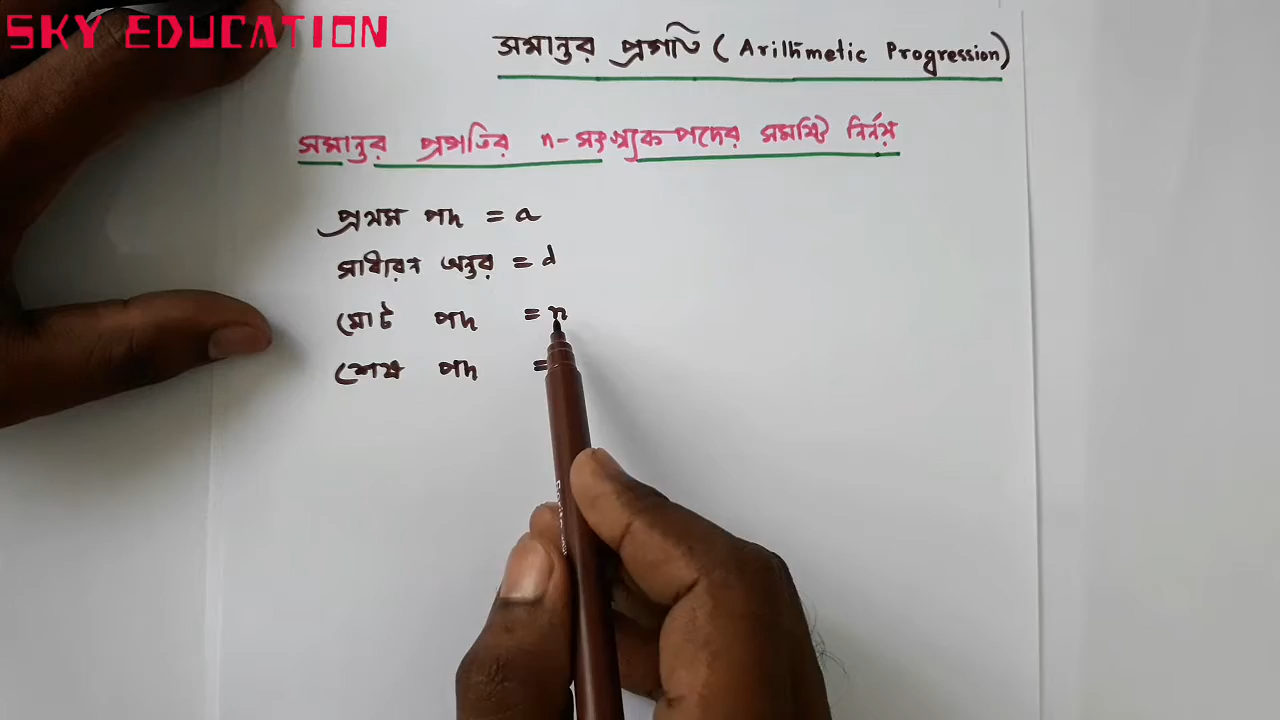 SKY EDUCATION
সমান্তর প্রগতি (Arithmetic Progression)
সমান্তর প্রগতির n-সংখ্যক পদের সমষ্টি নির্ণয়
প্রথম পদ = a
সাধারণ অন্তর = d
মোট পদ = n
শেষ পদ =